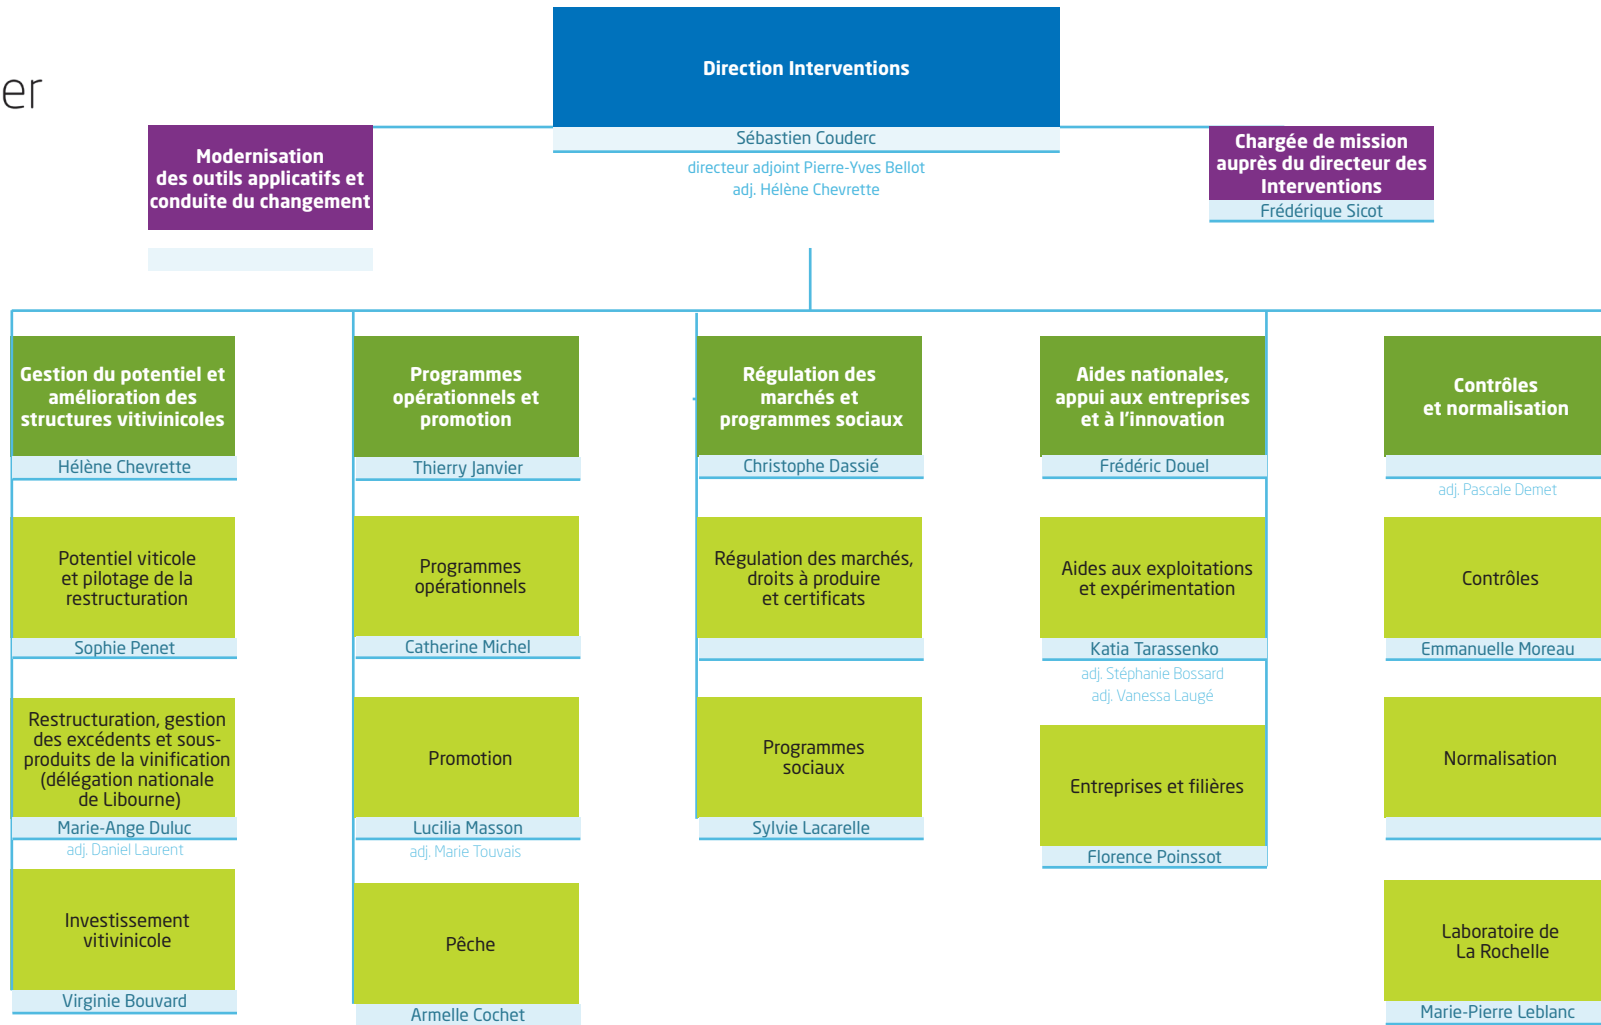 er
Direction Interventions
Sébastien Couderc
directeur adjoint Pierre-Yves Bellot
adj. Hélène Chevrette
Modernisation
des outils applicatifs et
conduite du changement
Chargée de mission
auprès du directeur des
Interventions
Frédérique Sicot
Gestion du potentiel et
amélioration des
structures vitivinicoles
Hélène Chevrette
Potentiel viticole
et pilotage de la
restructuration
Sophie Penet
Restructuration, gestion
des excédents et sous-
produits de la vinification
(délégation nationale
de Libourne)
Marie-Ange Duluc
adj. Daniel Laurent
Investissement
vitivinicole
Virginie Bouvard
Programmes
opérationnels et
promotion
Thierry Janvier
Programmes
opérationnels
Catherine Michel
Promotion
Lucilia Masson
adj. Marie Touvais
Pêche
Armelle Cochet
Régulation des
marchés et
programmes sociaux
Christophe Dassié
Régulation des marchés,
droits à produire
et certificats
Programmes
sociaux
Sylvie Lacarelle
Aides nationales,
appui aux entreprises
et à l'innovation
Frédéric Douel
Aides aux exploitations
et expérimentation
Katia Tarassenko
adj. Stéphanie Bossard
adj. Vanessa Laugé
Entreprises et filières
Florence Poinssot
Contrôles
et normalisation
adj. Pascale Demet
Contrôles
Emmanuelle Moreau
Normalisation
Laboratoire de
La Rochelle
Marie-Pierre Leblanc